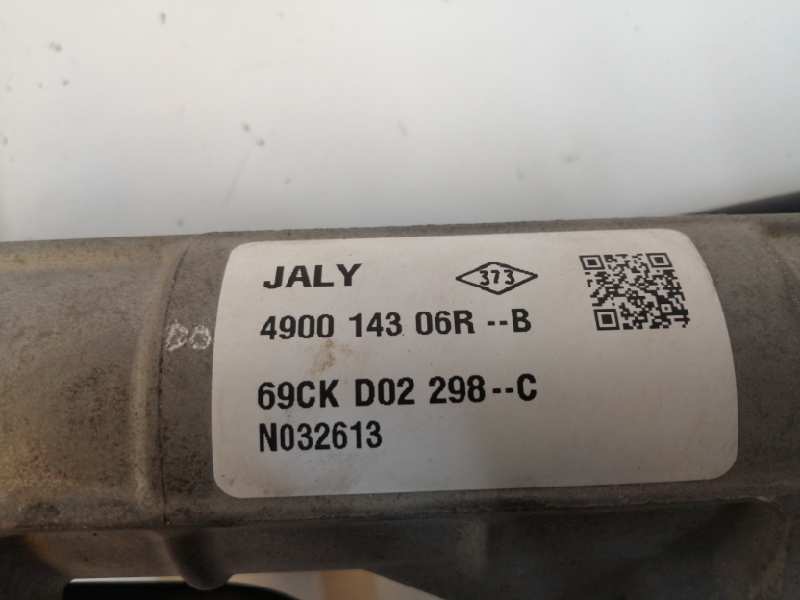 JALY
373
4900 143 06R --B
69CK D02 298--C
N032613